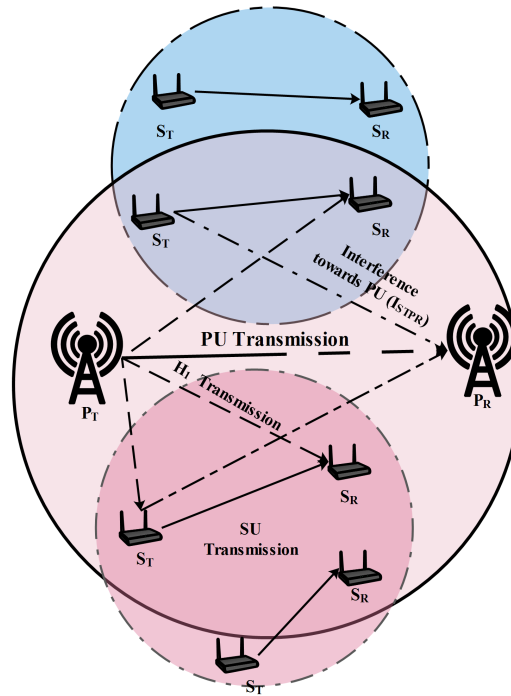 S_T
S_R
S_T
S_R
Interference
towards PU (I_STPR)
PU Transmission
P_T
P_R
H_1 Transmission
S_R
S_T
SU
Transmission
S_R
S_T